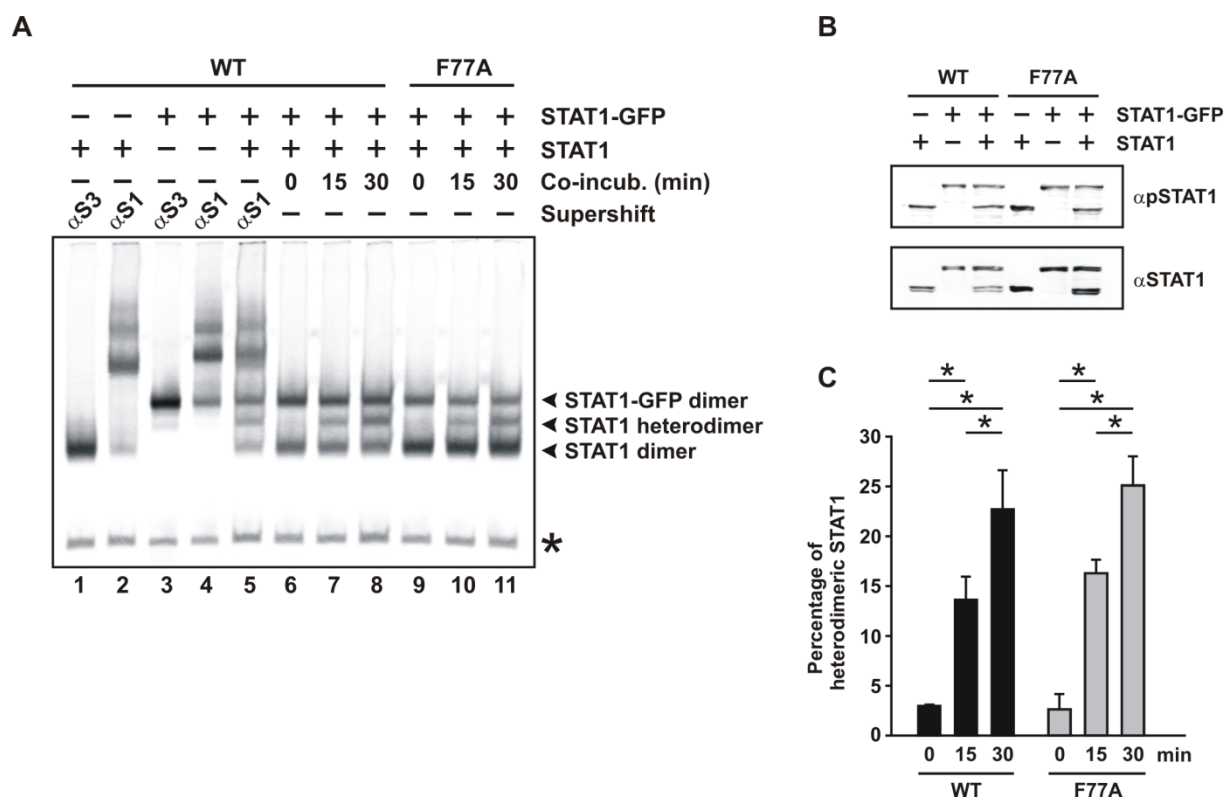 A
WT F77A
– – + + + + + + + + + STAT1-GFP
+ + – – + + + + + + + STAT1
– – – – – 0 15 30 0 15 30 Co-incub. (min)
αS3 αS1 αS3 αS1 αS1 – – – – – – Supershift
STAT1-GFP dimer
STAT1 heterodimer
STAT1 dimer
*
1 2 3 4 5 6 7 8 9 10 11
B
WT F77A
– + + – + + STAT1-GFP
+ – + + – + STAT1
αpSTAT1
αSTAT1
C
* *
* *
* *
Percentage of
heterodimeric STAT1
30
25
20
15
10
5
0
0 15 30 0 15 30 min
WT F77A